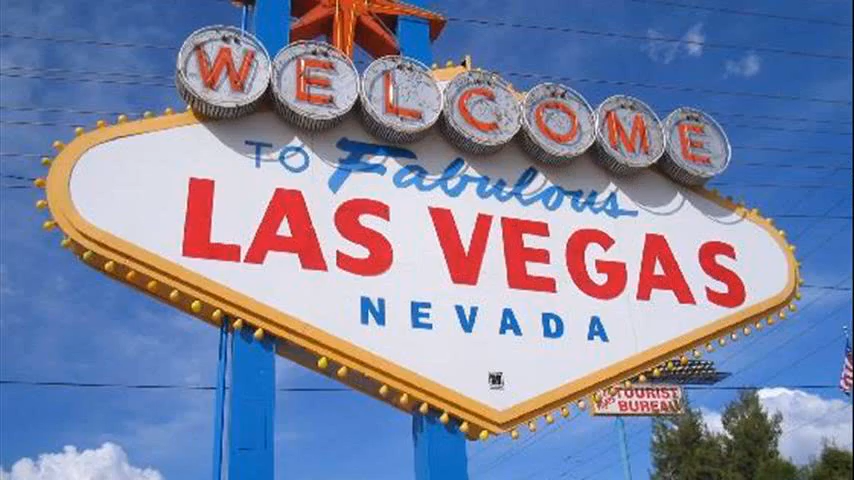 WELCOME
TO Fabulous
LAS VEGAS
NEVADA
TOURIST
BUREAU